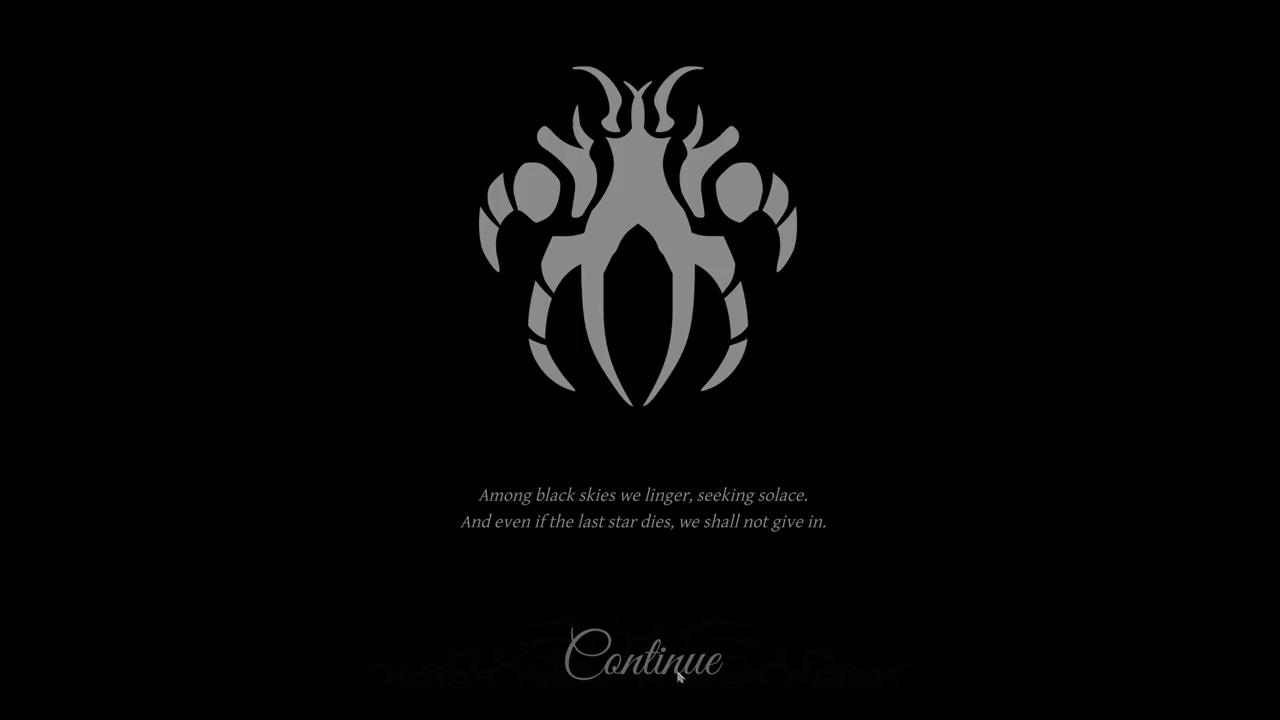 Among black skies we linger, seeking solace.
And even if the last star dies, we shall not give in.
Continue